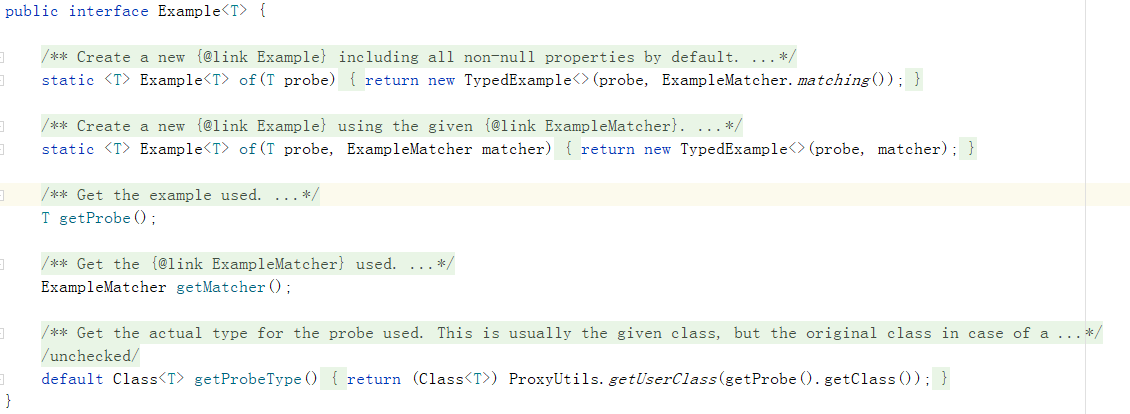 public interface Example<T> {
/** Create a new {@link Example} including all non-null properties by default. ...*/
static <T> Example<T> of(T probe) { return new TypedExample<>(probe, ExampleMatcher.matching()); }
/** Create a new {@link Example} using the given {@link ExampleMatcher}. ...*/
static <T> Example<T> of(T probe, ExampleMatcher matcher) { return new TypedExample<>(probe, matcher); }
/** Get the example used. ...*/
T getProbe();
/** Get the {@link ExampleMatcher} used. ...*/
ExampleMatcher getMatcher();
/** Get the actual type for the probe used. This is usually the given class, but the original class in case of a ...*/
/unchecked/
default Class<T> getProbeType() { return (Class<T>) ProxyUtils.getUserClass(getProbe().getClass()); }
}